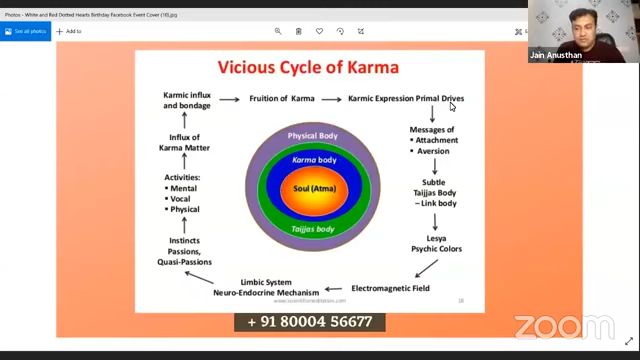 Photos - White and Red Dotted Hearts Birthday Facebook Event Cover (10).jpg
See all photos
+ Add to
Jain Anusthan
Vicious Cycle of Karma
Karmic influx
and bondage
Fruition of Karma
Karmic Expression Primal Drives
Messages of
• Attachment
• Aversion
Subtle
Taijjas Body
– Link body
Lesya
Psychic Colors
Electromagnetic Field
Limbic System
Neuro-Endocrine Mechanism
Instincts
Passions,
Quasi-Passions
Activities:
• Mental
• Vocal
• Physical
Influx of
Karma Matter
Physical Body
Karma body
Soul (Atma)
Taijjas body
18
+ 91 80004 56677
zoom